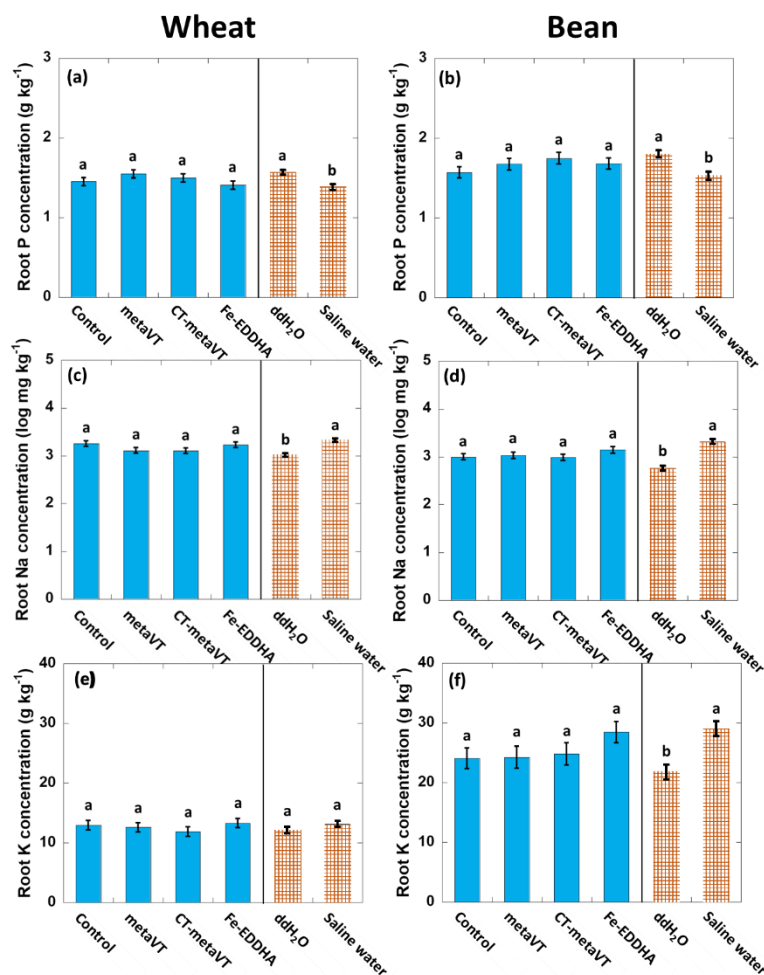 Wheat
Bean
Root P concentration (g kg⁻¹)
3
2
1
0
(a)
a
a
a
a
a
b
Control
metaVT
CT-metaVT
Fe-EDDHA
ddH₂O
Saline water
Root P concentration (g kg⁻¹)
3
2
1
0
(b)
a
a
a
a
a
b
Control
metaVT
CT-metaVT
Fe-EDDHA
ddH₂O
Saline water
Root Na concentration (log mg kg⁻¹)
5
4
3
2
1
0
(c)
a
a
a
a
b
a
Control
metaVT
CT-metaVT
Fe-EDDHA
ddH₂O
Saline water
Root Na concentration (log mg kg⁻¹)
5
4
3
2
1
0
(d)
a
a
a
a
b
a
Control
metaVT
CT-metaVT
Fe-EDDHA
ddH₂O
Saline water
Root K concentration (g kg⁻¹)
40
30
20
10
0
(e)
a
a
a
a
a
a
Control
metaVT
CT-metaVT
Fe-EDDHA
ddH₂O
Saline water
Root K concentration (g kg⁻¹)
40
30
20
10
0
(f)
a
a
a
a
b
a
Control
metaVT
CT-metaVT
Fe-EDDHA
ddH₂O
Saline water